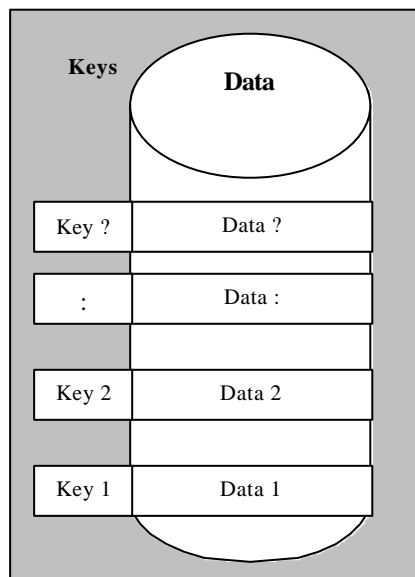 Keys Data
Key ? Data ?
: Data :
Key 2 Data 2
Key 1 Data 1